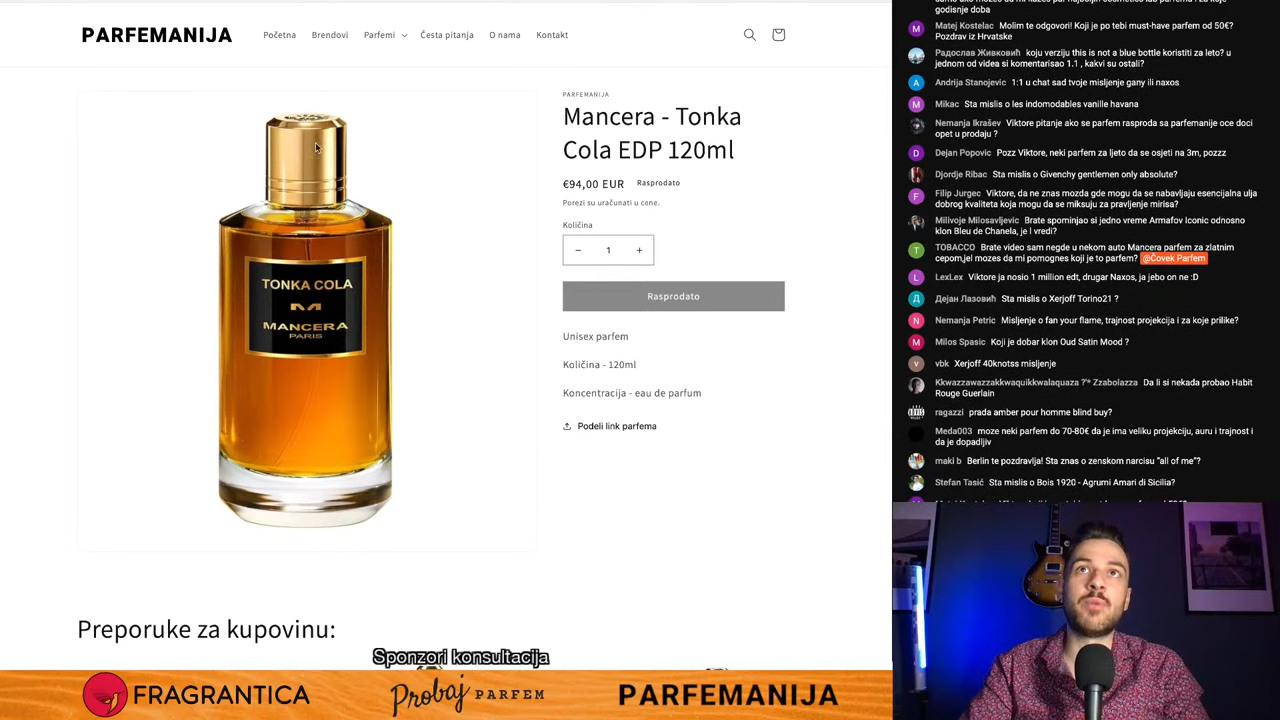 PARFEMANIJA
Početna
Brendovi
Parfemi
Česta pitanja
O nama
Kontakt
PARFEMANIJA
Mancera - Tonka
Cola EDP 120ml
€94,00 EUR
Rasprodato
Porezi su uračunati u cene.
Količina
− 1 +
Rasprodato
Unisex parfem
Količina - 120ml
Koncentracija - eau de parfum
Podeli link parfema
TONKA COLA
M
MANCERA
PARIS
Preporuke za kupovinu:
Sponzori konsultacija
FRAGRANTICA
Probaj PARFEM
PARFEMANIJA
godisnje doba
Matej Kostelac Molim te odgovori! Koji je po tebi must-have parfem od 50€?
Pozdrav iz Hrvatske
Радослав Живковић koju verziju this is not a blue bottle koristiti za leto? u
jednom od videa si komentarisao 1.1 , kakvi su ostali?
Andrija Stanojevic 1:1 u chat sad tvoje misljenje gany ili naxos
Mikac Sta mislis o les indomodables vanille havana
Nemanja Ikrašev Viktore pitanje ako se parfem rasproda sa parfemanije oce doci
opet u prodaju ?
Dejan Popovic Pozz Viktore, neki parfem za ljeto da se osjeti na 3m, pozzz
Djordje Ribac Sta mislis o Givenchy gentlemen only absolute?
Filip Jurgec Viktore, da ne znas mozda gde mogu da se nabavljaju esencijalna ulja
dobrog kvaliteta koja mogu da se miksuju za pravljenje mirisa?
Milivoje Milosavljevic Brate spominjao si jedno vreme Armafov Iconic odnosno
klon Bleu de Chanela, je l vredi?
TOBACCO Brate video sam negde u nekom auto Mancera parfem za zlatnim
cepom,jel mozes da mi pomognes koji je to parfem? @Čovek Parfem
LexLex Viktore ja nosio 1 million edt, drugar Naxos, ja jebo on ne :D
Дејан Лазовић Sta mislis o Xerjoff Torino21 ?
Nemanja Petric Misljenje o fan your flame, trajnost projekcija i za koje prilike?
Milos Spasic Koji je dobar klon Oud Satin Mood ?
vbk Xerjoff 40knotss misljenje
Kkwazzawazzakkwaquikkwalaquaza ?'* Zzabolazza Da li si nekada probao Habit
Rouge Guerlain
ragazzi prada amber pour homme blind buy?
Meda003 moze neki parfem do 70-80€ da je ima veliku projekciju, auru i trajnost i
da je dopadljiv
maki b Berlin te pozdravlja! Sta znas o zenskom narcisu "all of me"?
Stefan Tasić Sta mislis o Bois 1920 - Agrumi Amari di Sicilia?